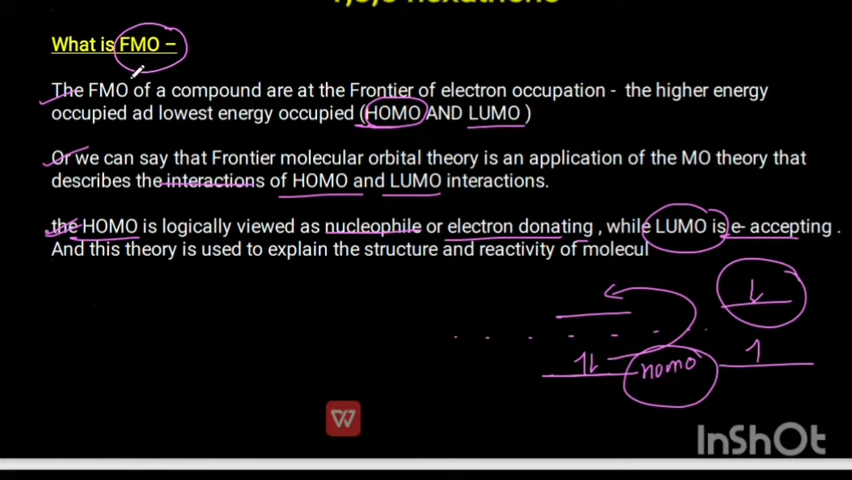 What is FMO –
The FMO of a compound are at the Frontier of electron occupation - the higher energy
occupied ad lowest energy occupied (HOMO AND LUMO )
Or we can say that Frontier molecular orbital theory is an application of the MO theory that
describes the interactions of HOMO and LUMO interactions.
the HOMO is logically viewed as nucleophile or electron donating , while LUMO is e- accepting .
And this theory is used to explain the structure and reactivity of molecul
homo
W
InShOt